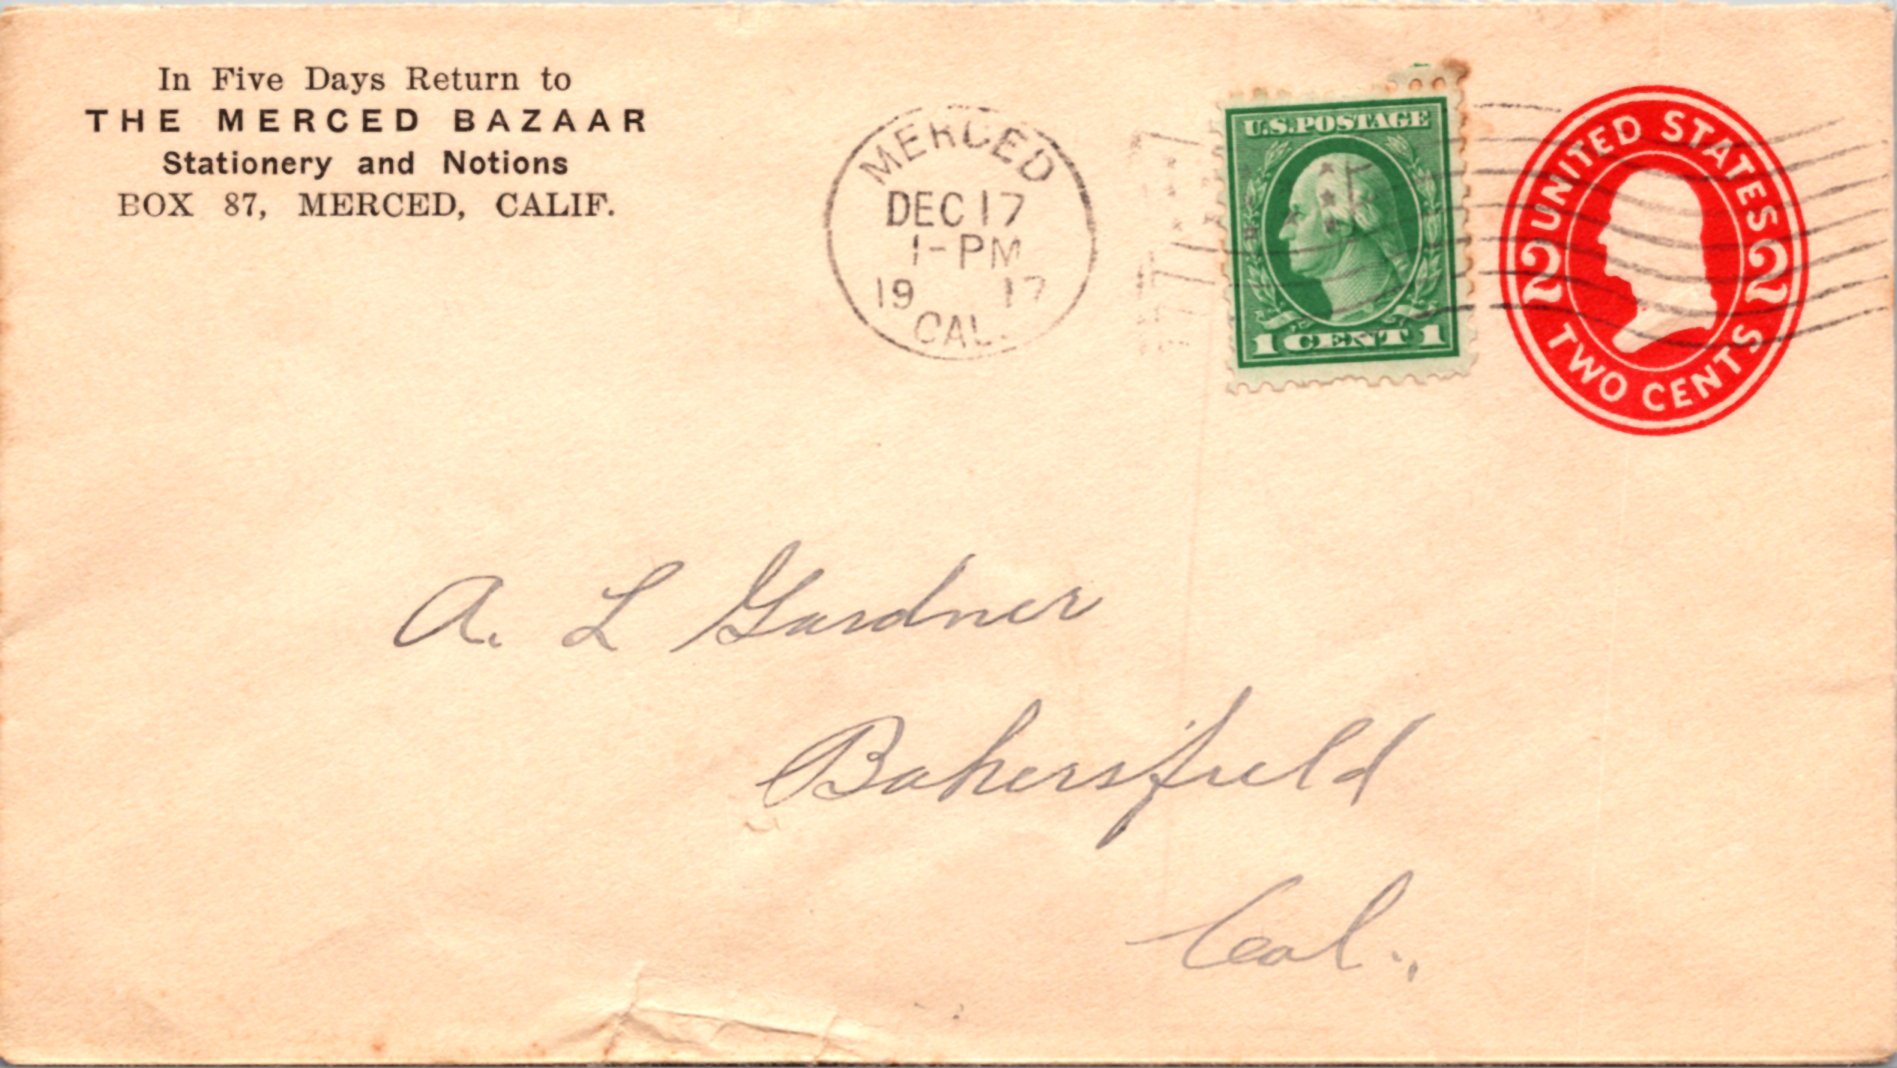 In Five Days Return to
THE MERCED BAZAAR
Stationery and Notions
BOX 87, MERCED, CALIF.
MERCED
DEC 17
1-PM
19 17
CAL.
U.S. POSTAGE
1 CENT 1
UNITED STATES
2 2
TWO CENTS
A. L Gardner
Bakersfield
Cal.,